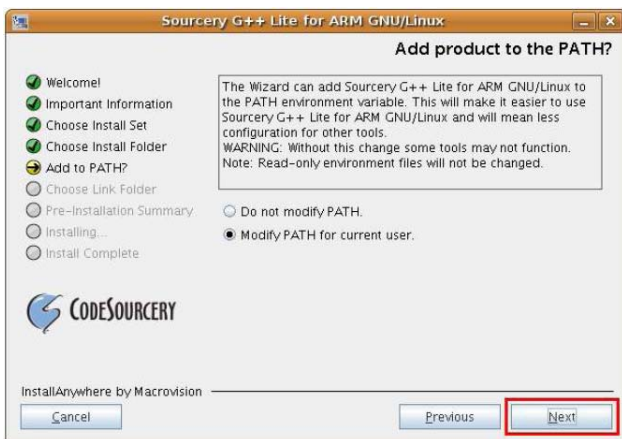 Sourcery G++ Lite for ARM GNU/Linux
Add product to the PATH?
Welcome!
Important Information
Choose Install Set
Choose Install Folder
Add to PATH?
Choose Link Folder
Pre-Installation Summary
Installing...
Install Complete
The Wizard can add Sourcery G++ Lite for ARM GNU/Linux to
the PATH environment variable. This will make it easier to use
Sourcery G++ Lite for ARM GNU/Linux and will mean less
configuration for other tools.
WARNING: Without this change some tools may not function.
Note: Read-only environment files will not be changed.
Do not modify PATH.
Modify PATH for current user.
CODESOURCERY
InstallAnywhere by Macrovision
Cancel
Previous
Next